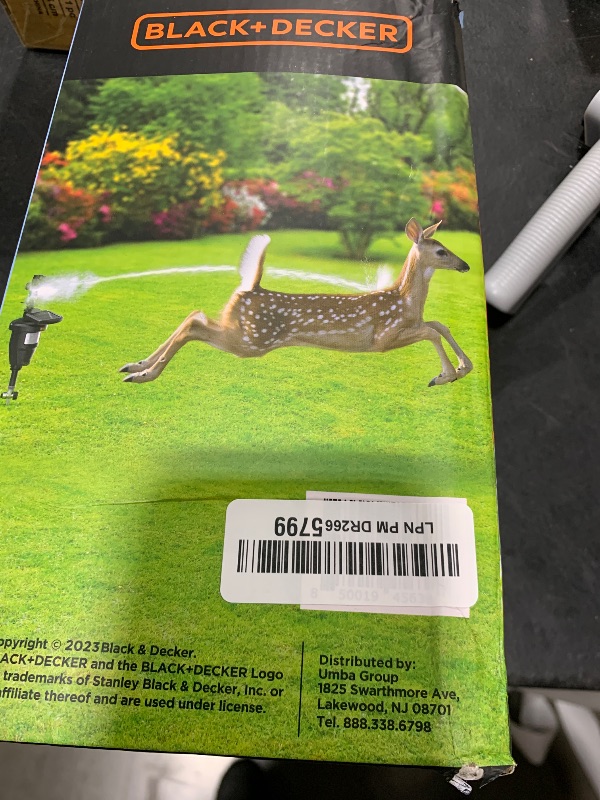 BLACK+DECKER
LPN PM DR2665799
opyright © 2023Black & Decker.
ACK+DECKER and the BLACK+DECKER Logo
trademarks of Stanley Black & Decker, Inc. or
affiliate thereof and are used under license.
Distributed by:
Umba Group
1825 Swarthmore Ave,
Lakewood, NJ 08701
Tel. 888.338.6798